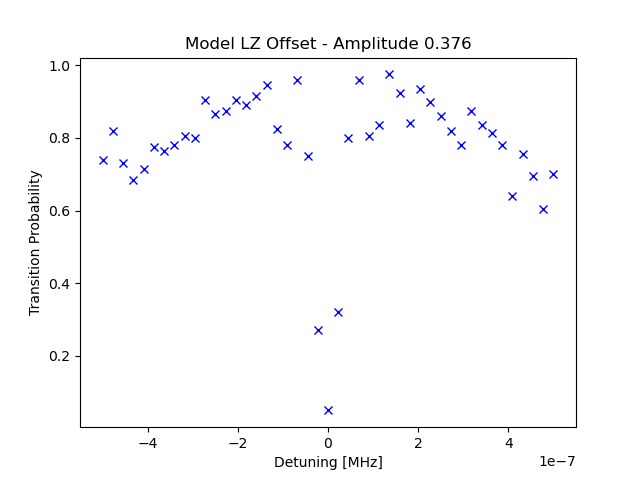 Model LZ Offset - Amplitude 0.376
1.0
0.8
0.6
0.4
0.2
Transition Probability
−4
−2
0
2
4
1e−7
Detuning [MHz]